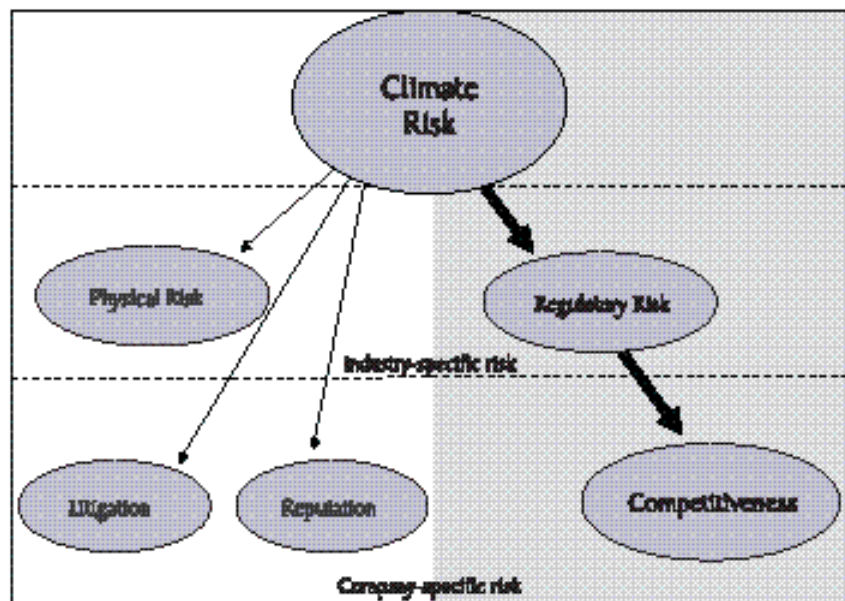 Climate
Risk
Physical Risk
Regulatory Risk
Industry-specific risk
Litigation
Reputation
Competitiveness
Company-specific risk